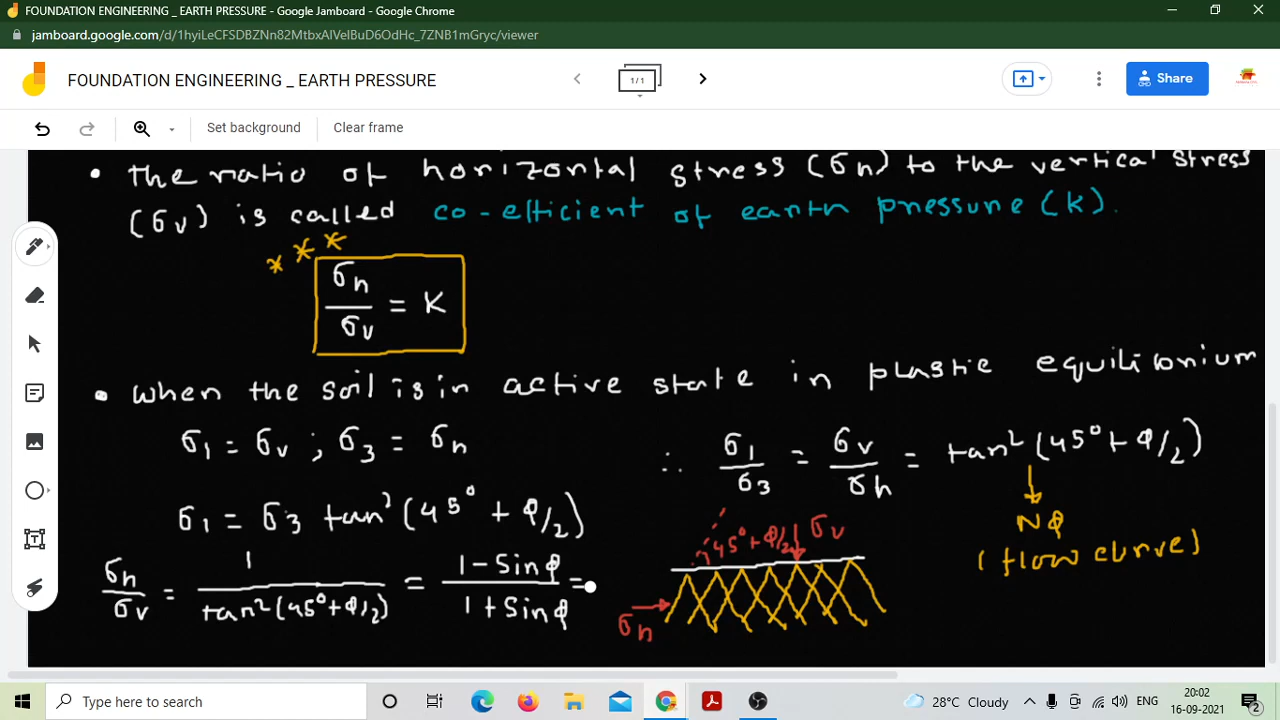 FOUNDATION ENGINEERING _ EARTH PRESSURE - Google Jamboard - Google Chrome
jamboard.google.com/d/1hyiLeCFSDBZNn82MtbxAlVelBuD6OdHc_7ZNB1mGryc/viewer
FOUNDATION ENGINEERING _ EARTH PRESSURE
1/1
Share
Set background
Clear frame
• the ratio of horizontal stress (σh) to the vertical stress
(σv) is called co-efficient of earth pressure (K).
***
σh/σv = K
• when the soil is in active state in plastic equilibrium
σ1 = σv ; σ3 = σh
∴ σ1/σ3 = σv/σh = tan²(45° + φ/2)
σ1 = σ3 tan²(45° + φ/2)
Nφ
(flow curve)
45° + φ/2
σv
σh/σv = 1/tan²(45°+φ/2) = 1-Sinφ/1+Sinφ =
σh
Type here to search
28°C Cloudy
ENG
20:02
16-09-2021
2